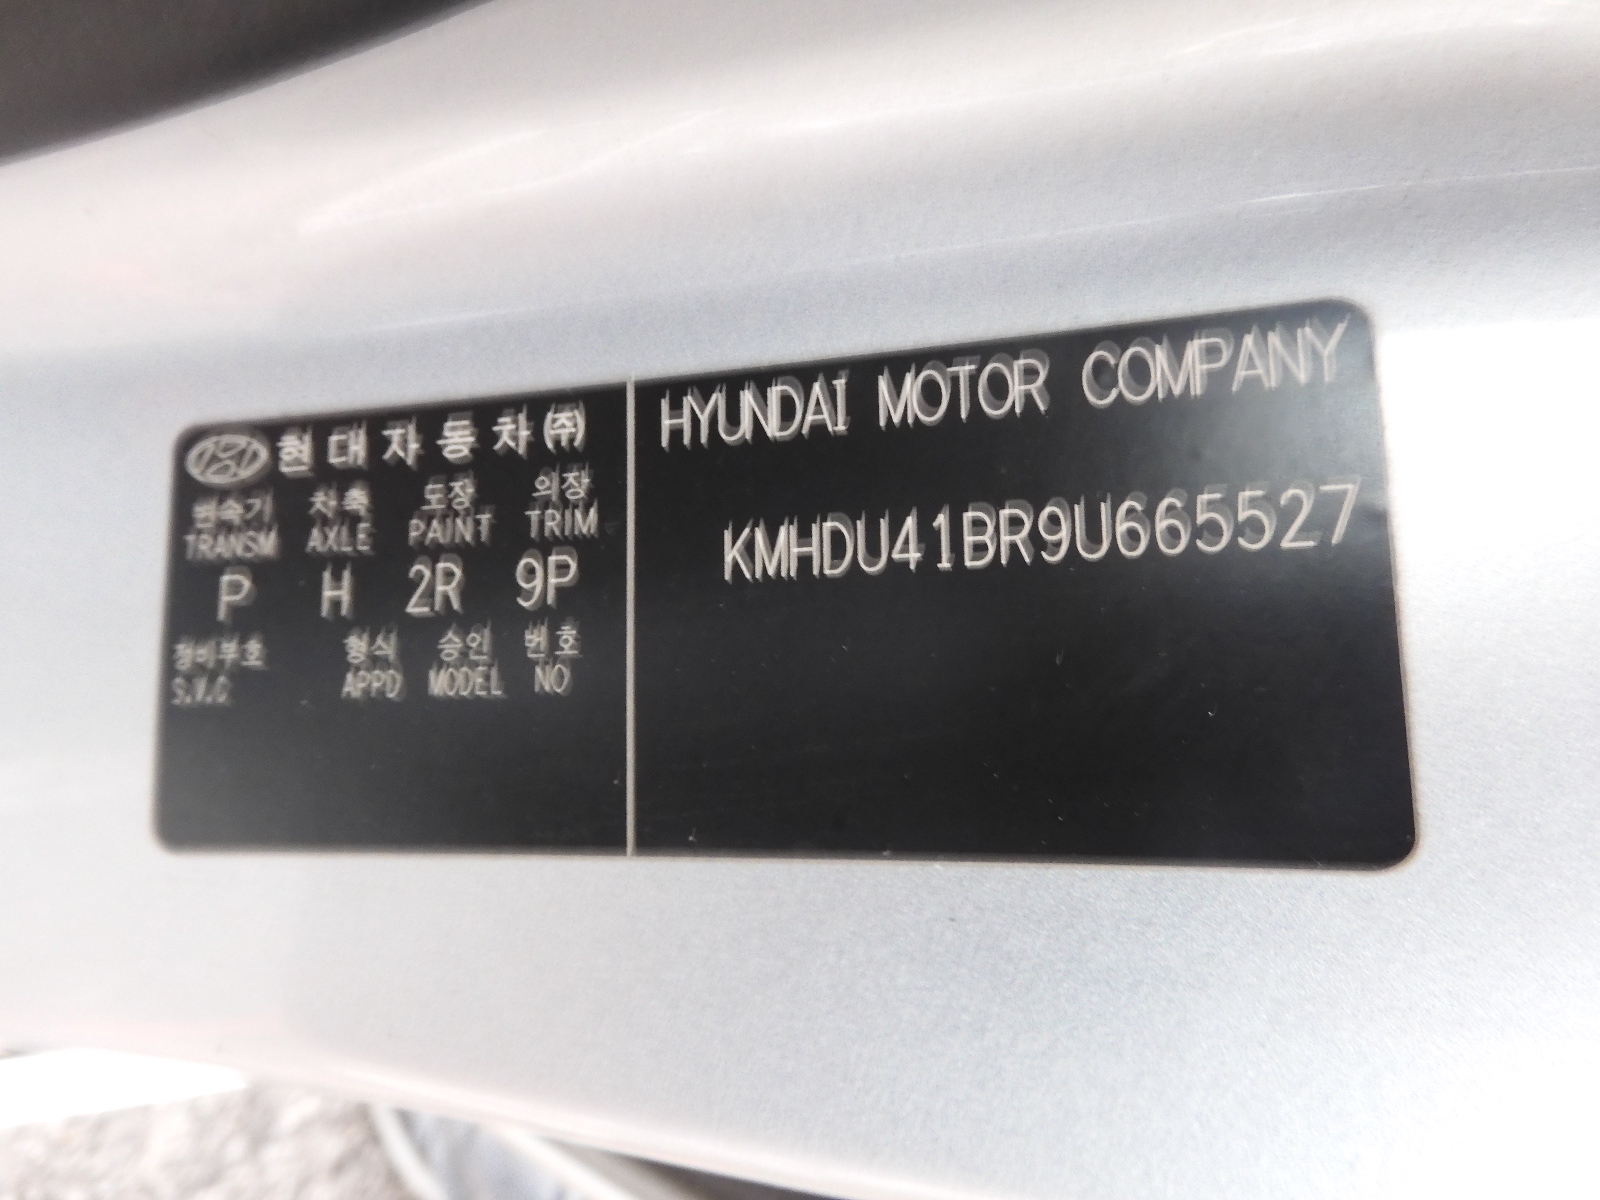 현대자동차㈜
변속기 차축 도장 의장
TRANSM AXLE PAINT TRIM
P H 2R 9P
정비부호 형식 승인 번호
S.V.C APPD MODEL NO
HYUNDAI MOTOR COMPANY
KMHDU41BR9U665527